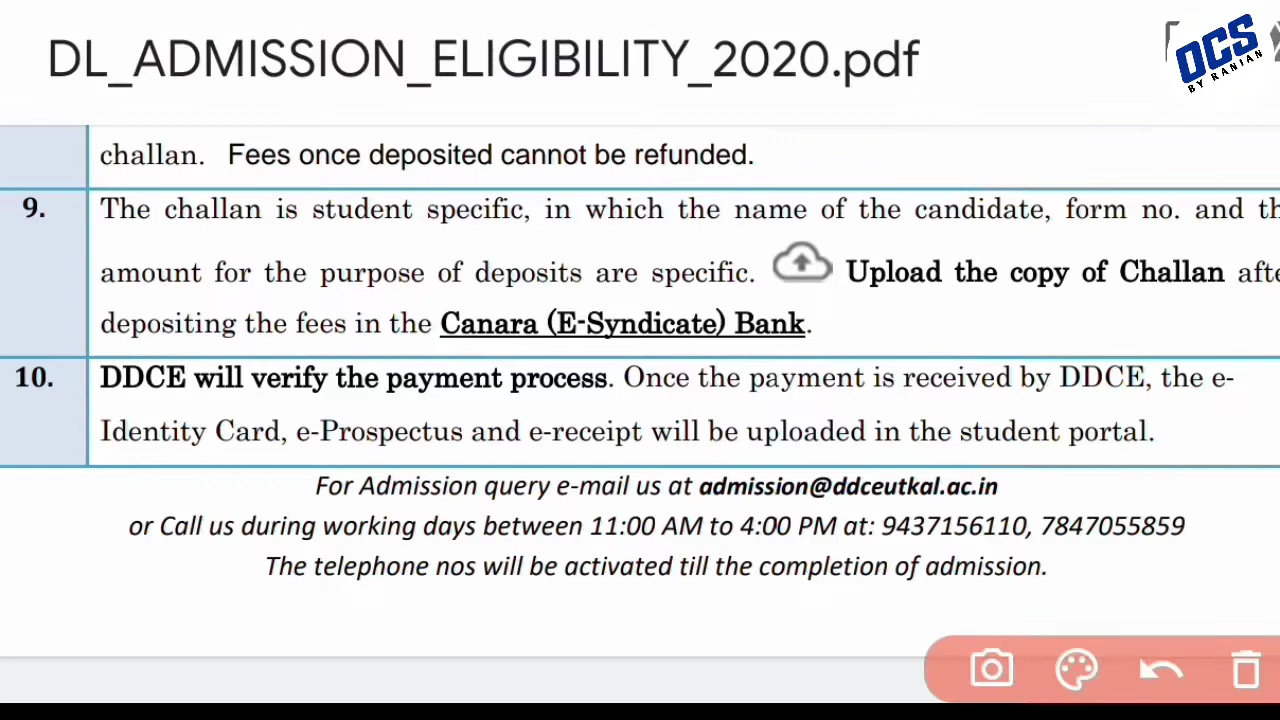 DL_ADMISSION_ELIGIBILITY_2020.pdf
OCS
BY RANJAN
challan. Fees once deposited cannot be refunded.
9. The challan is student specific, in which the name of the candidate, form no. and th
amount for the purpose of deposits are specific. Upload the copy of Challan afte
depositing the fees in the Canara (E-Syndicate) Bank.
10. DDCE will verify the payment process. Once the payment is received by DDCE, the e-
Identity Card, e-Prospectus and e-receipt will be uploaded in the student portal.
For Admission query e-mail us at admission@ddceutkal.ac.in
or Call us during working days between 11:00 AM to 4:00 PM at: 9437156110, 7847055859
The telephone nos will be activated till the completion of admission.